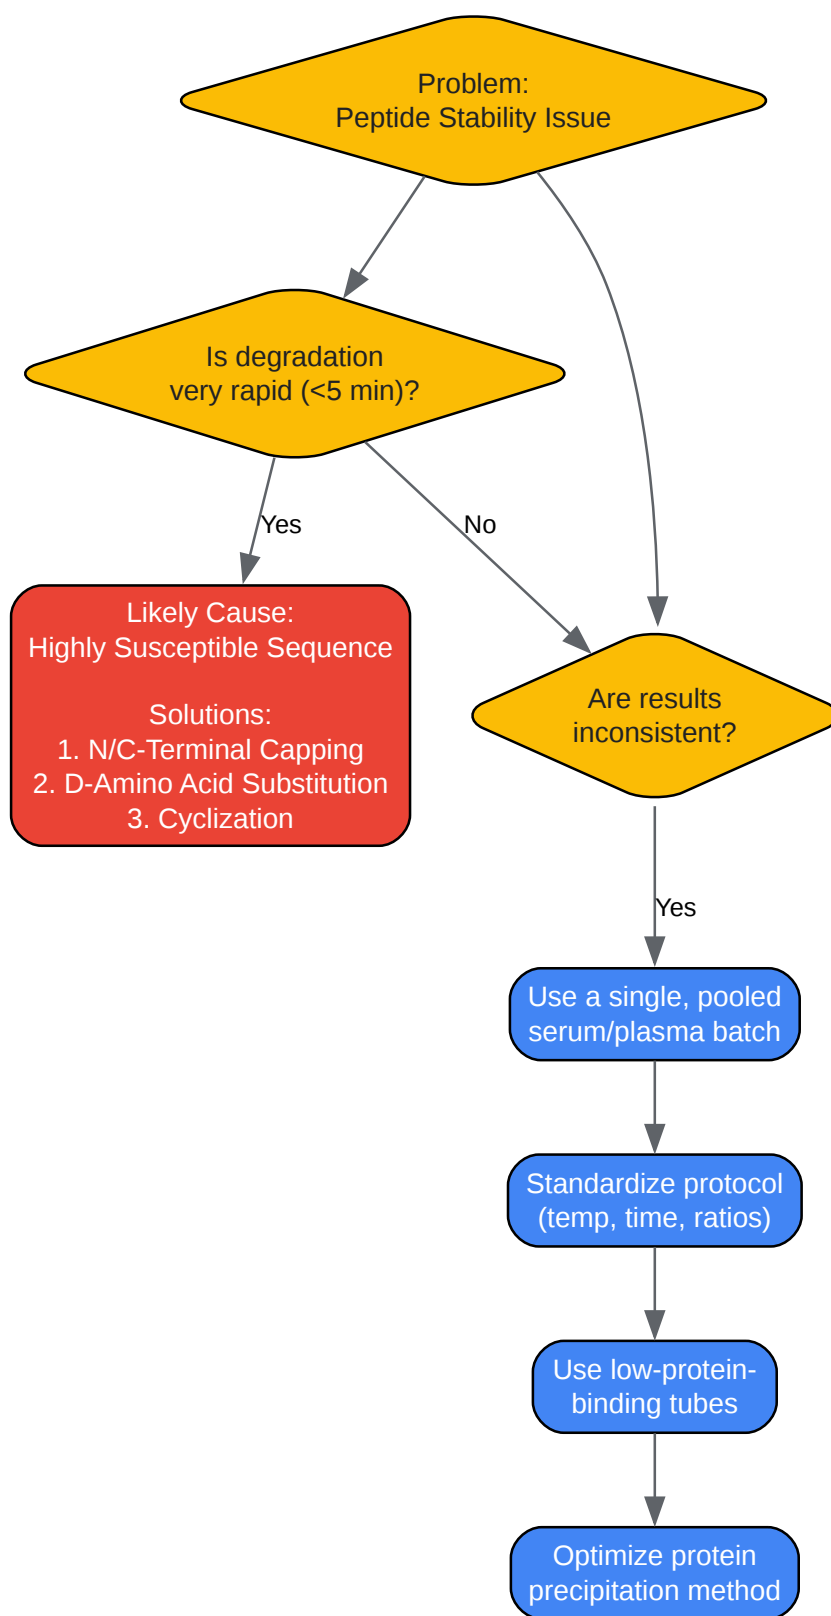 Problem:
Peptide Stability Issue
Is degradation
very rapid (<5 min)?
Yes
No
Likely Cause:
Highly Susceptible Sequence
Solutions:
1. N/C-Terminal Capping
2. D-Amino Acid Substitution
3. Cyclization
Are results
inconsistent?
Yes
Use a single, pooled
serum/plasma batch
Standardize protocol
(temp, time, ratios)
Use low-protein-
binding tubes
Optimize protein
precipitation method